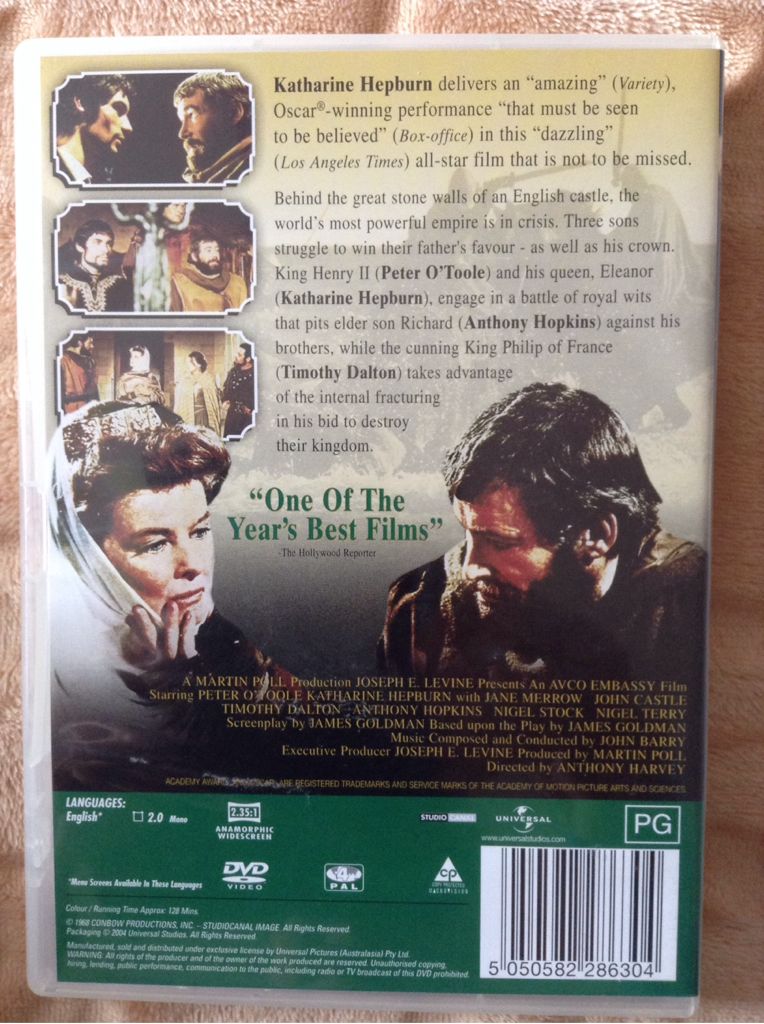 Katharine Hepburn delivers an “amazing” (Variety),
Oscar®-winning performance “that must be seen
to be believed” (Box-office) in this “dazzling”
(Los Angeles Times) all-star film that is not to be missed.
Behind the great stone walls of an English castle, the
world's most powerful empire is in crisis. Three sons
struggle to win their father's favour - as well as his crown.
King Henry II (Peter O'Toole) and his queen, Eleanor
(Katharine Hepburn), engage in a battle of royal wits
that pits elder son Richard (Anthony Hopkins) against his
brothers, while the cunning King Philip of France
(Timothy Dalton) takes advantage
of the internal fracturing
in his bid to destroy
their kingdom.
“One Of The
Year's Best Films”
-The Hollywood Reporter
A MARTIN POLL Production JOSEPH E. LEVINE Presents An AVCO EMBASSY Film
Starring PETER O'TOOLE KATHARINE HEPBURN with JANE MERROW JOHN CASTLE
TIMOTHY DALTON ANTHONY HOPKINS NIGEL STOCK NIGEL TERRY
Screenplay by JAMES GOLDMAN Based upon the Play by JAMES GOLDMAN
Music Composed and Conducted by JOHN BARRY
Executive Producer JOSEPH E. LEVINE Produced by MARTIN POLL
Directed by ANTHONY HARVEY
ACADEMY ARE REGISTERED TRADEMARKS AND SERVICE MARKS OF THE ACADEMY OF MOTION PICTURE ARTS AND SCIENCES
LANGUAGES:
English* 2.0 Mono
2.35:1
ANAMORPHIC
WIDESCREEN
STUDIO CANAL
UNIVERSAL
www.universalstudios.com
PG
*Menu Screens Available In These Languages
DVD
VIDEO
4
PAL
CP
COPY PROTECTED
MACROVISION
Colour / Running Time Approx: 128 Mins.
© 1968 CONBOW PRODUCTIONS, INC. – STUDIOCANAL IMAGE. All Rights Reserved.
Packaging © 2004 Universal Studios. All Rights Reserved.
Manufactured, sold and distributed under exclusive license by Universal Pictures (Australasia) Pty Ltd.
WARNING: All rights of the producer and of the owner of the work produced are reserved. Unauthorised copying,
hiring, lending, public performance, communication to the public, including radio or TV broadcast of this DVD prohibited.
5 050582 286304